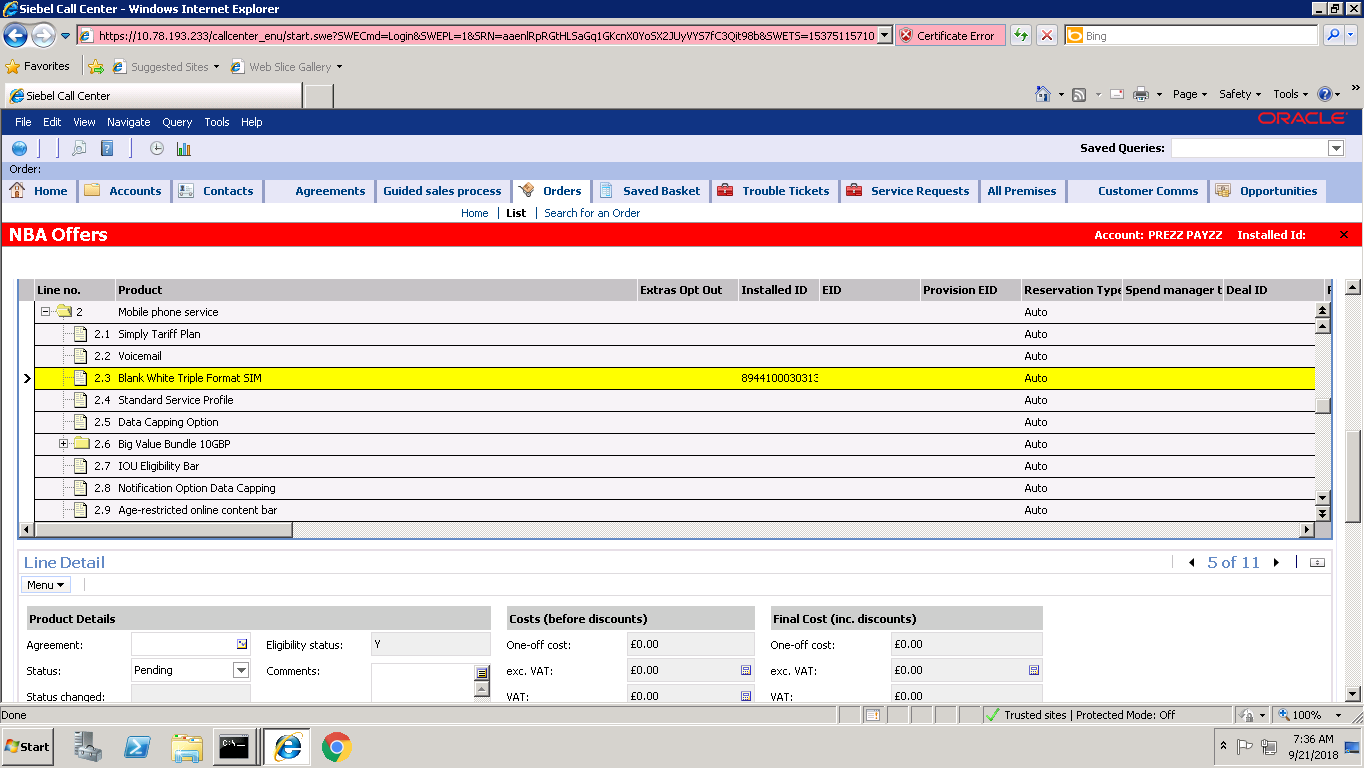 Siebel Call Center - Windows Internet Explorer
https://10.78.193.233/callcenter_enu/start.swe?SWECmd=Login&SWEPL=1&SRN=aaenlRpRGtHLSaGq1GKcnX0YoSX2JUyVYS7fC3Qjt98b&SWETS=15375115710 Certificate Error Bing
Favorites Suggested Sites Web Slice Gallery
Siebel Call Center Page Safety Tools
File Edit View Navigate Query Tools Help ORACLE
Saved Queries:
Order:
Home Accounts Contacts Agreements Guided sales process Orders Saved Basket Trouble Tickets Service Requests All Premises Customer Comms Opportunities
Home List Search for an Order
NBA Offers Account: PREZZ PAYZZ Installed Id:
Line no. Product Extras Opt Out Installed ID EID Provision EID Reservation Type Spend manager t Deal ID
2 Mobile phone service Auto
2.1 Simply Tariff Plan Auto
2.2 Voicemail Auto
2.3 Blank White Triple Format SIM 8944100030313 Auto
2.4 Standard Service Profile Auto
2.5 Data Capping Option Auto
2.6 Big Value Bundle 10GBP Auto
2.7 IOU Eligibility Bar Auto
2.8 Notification Option Data Capping Auto
2.9 Age-restricted online content bar Auto
Line Detail 5 of 11
Menu
Product Details Costs (before discounts) Final Cost (inc. discounts)
Agreement: Eligibility status: Y One-off cost: £0.00 One-off cost: £0.00
Status: Pending Comments: exc. VAT: £0.00 exc. VAT: £0.00
Status changed: VAT: £0.00 VAT: £0.00
Done Trusted sites | Protected Mode: Off 100%
Start 7:36 AM
9/21/2018